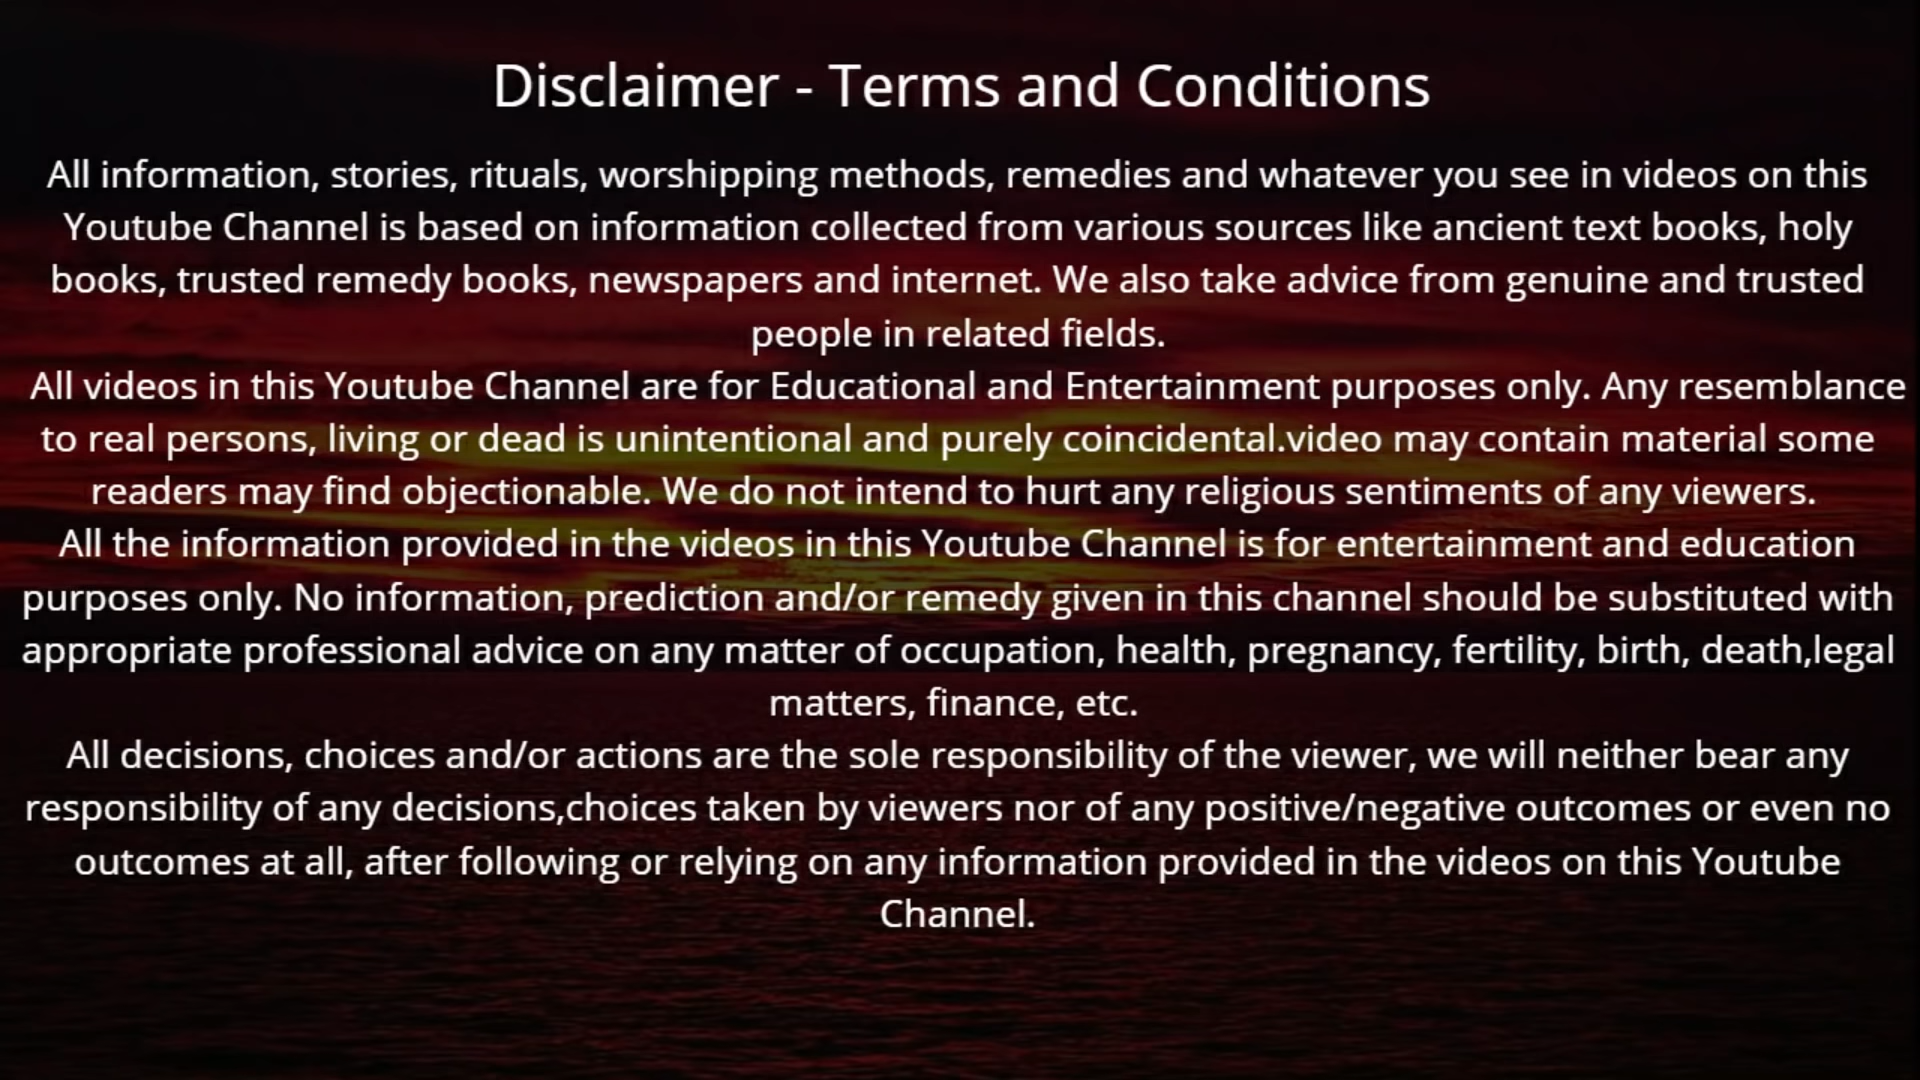 Disclaimer - Terms and Conditions
All information, stories, rituals, worshipping methods, remedies and whatever you see in videos on this
Youtube Channel is based on information collected from various sources like ancient text books, holy
books, trusted remedy books, newspapers and internet. We also take advice from genuine and trusted
people in related fields.
All videos in this Youtube Channel are for Educational and Entertainment purposes only. Any resemblance
to real persons, living or dead is unintentional and purely coincidental.video may contain material some
readers may find objectionable. We do not intend to hurt any religious sentiments of any viewers.
All the information provided in the videos in this Youtube Channel is for entertainment and education
purposes only. No information, prediction and/or remedy given in this channel should be substituted with
appropriate professional advice on any matter of occupation, health, pregnancy, fertility, birth, death,legal
matters, finance, etc.
All decisions, choices and/or actions are the sole responsibility of the viewer, we will neither bear any
responsibility of any decisions,choices taken by viewers nor of any positive/negative outcomes or even no
outcomes at all, after following or relying on any information provided in the videos on this Youtube
Channel.